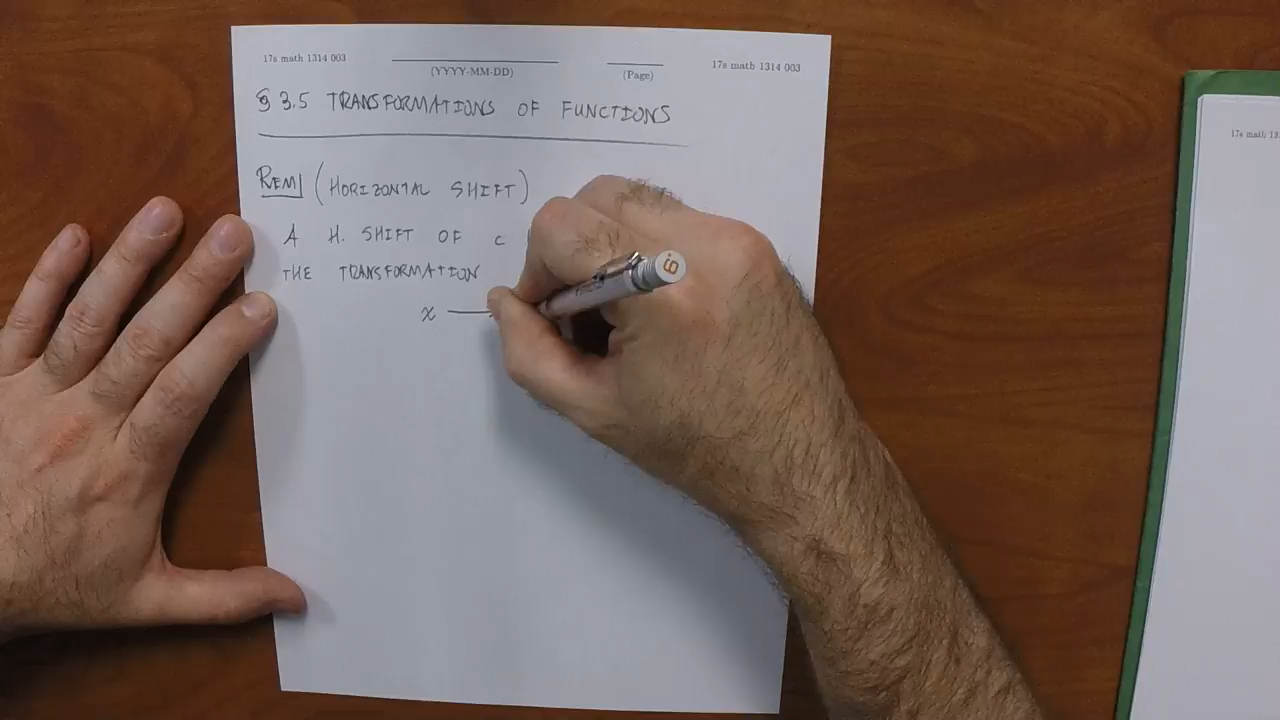 17s math 1314 003
(YYYY-MM-DD)
(Page)
17s math 1314 003
§ 3.5 TRANSFORMATIONS OF FUNCTIONS
REM (HORIZONTAL SHIFT)
A H. SHIFT OF c
THE TRANSFORMATION
x
17s math